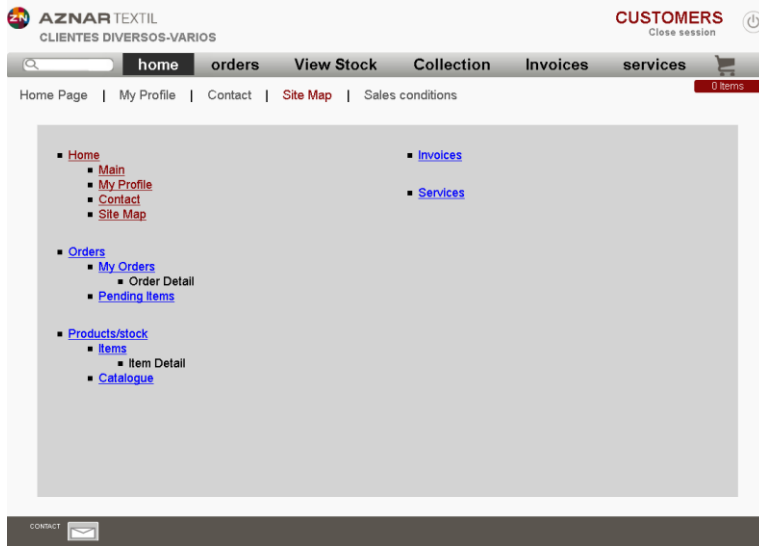 ZN AZNAR TEXTIL
CLIENTES DIVERSOS-VARIOS
CUSTOMERS
Close session
home orders View Stock Collection Invoices services
0 Items
Home Page | My Profile | Contact | Site Map | Sales conditions
Home
Main
My Profile
Contact
Site Map
Orders
My Orders
Order Detail
Pending Items
Products/stock
Items
Item Detail
Catalogue
Invoices
Services
CONTACT